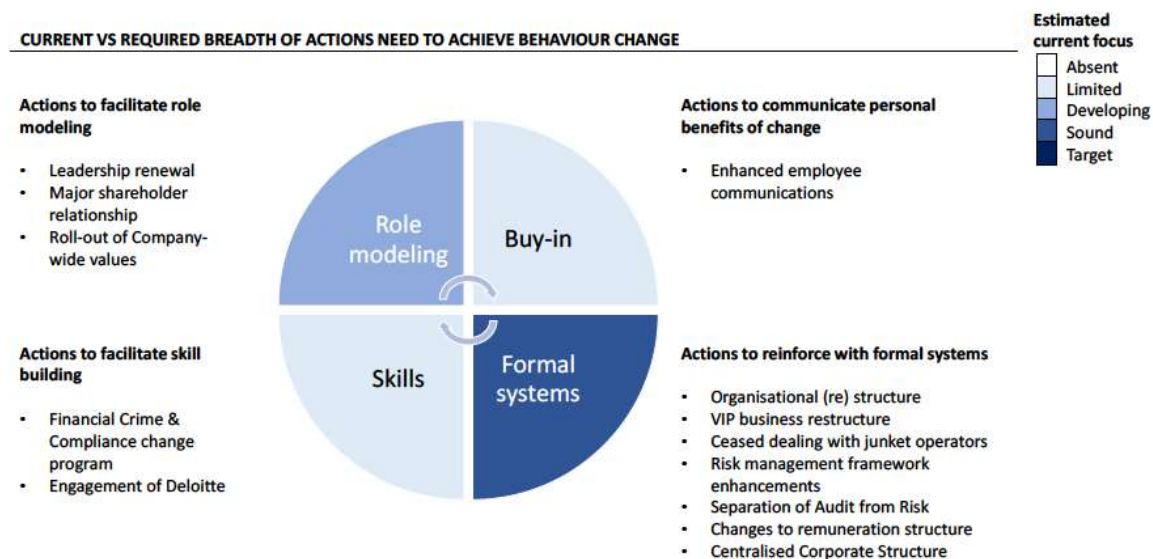 CURRENT VS REQUIRED BREADTH OF ACTIONS NEED TO ACHIEVE BEHAVIOUR CHANGE
Estimated
current focus
Absent
Limited
Developing
Sound
Target
Actions to facilitate role
modeling
• Leadership renewal
• Major shareholder
relationship
• Roll-out of Company-
wide values
Role
modeling
Buy-in
Actions to communicate personal
benefits of change
• Enhanced employee
communications
Actions to facilitate skill
building
• Financial Crime &
Compliance change
program
• Engagement of Deloitte
Skills
Formal
systems
Actions to reinforce with formal systems
• Organisational (re) structure
• VIP business restructure
• Ceased dealing with junket operators
• Risk management framework
enhancements
• Separation of Audit from Risk
• Changes to remuneration structure
• Centralised Corporate Structure